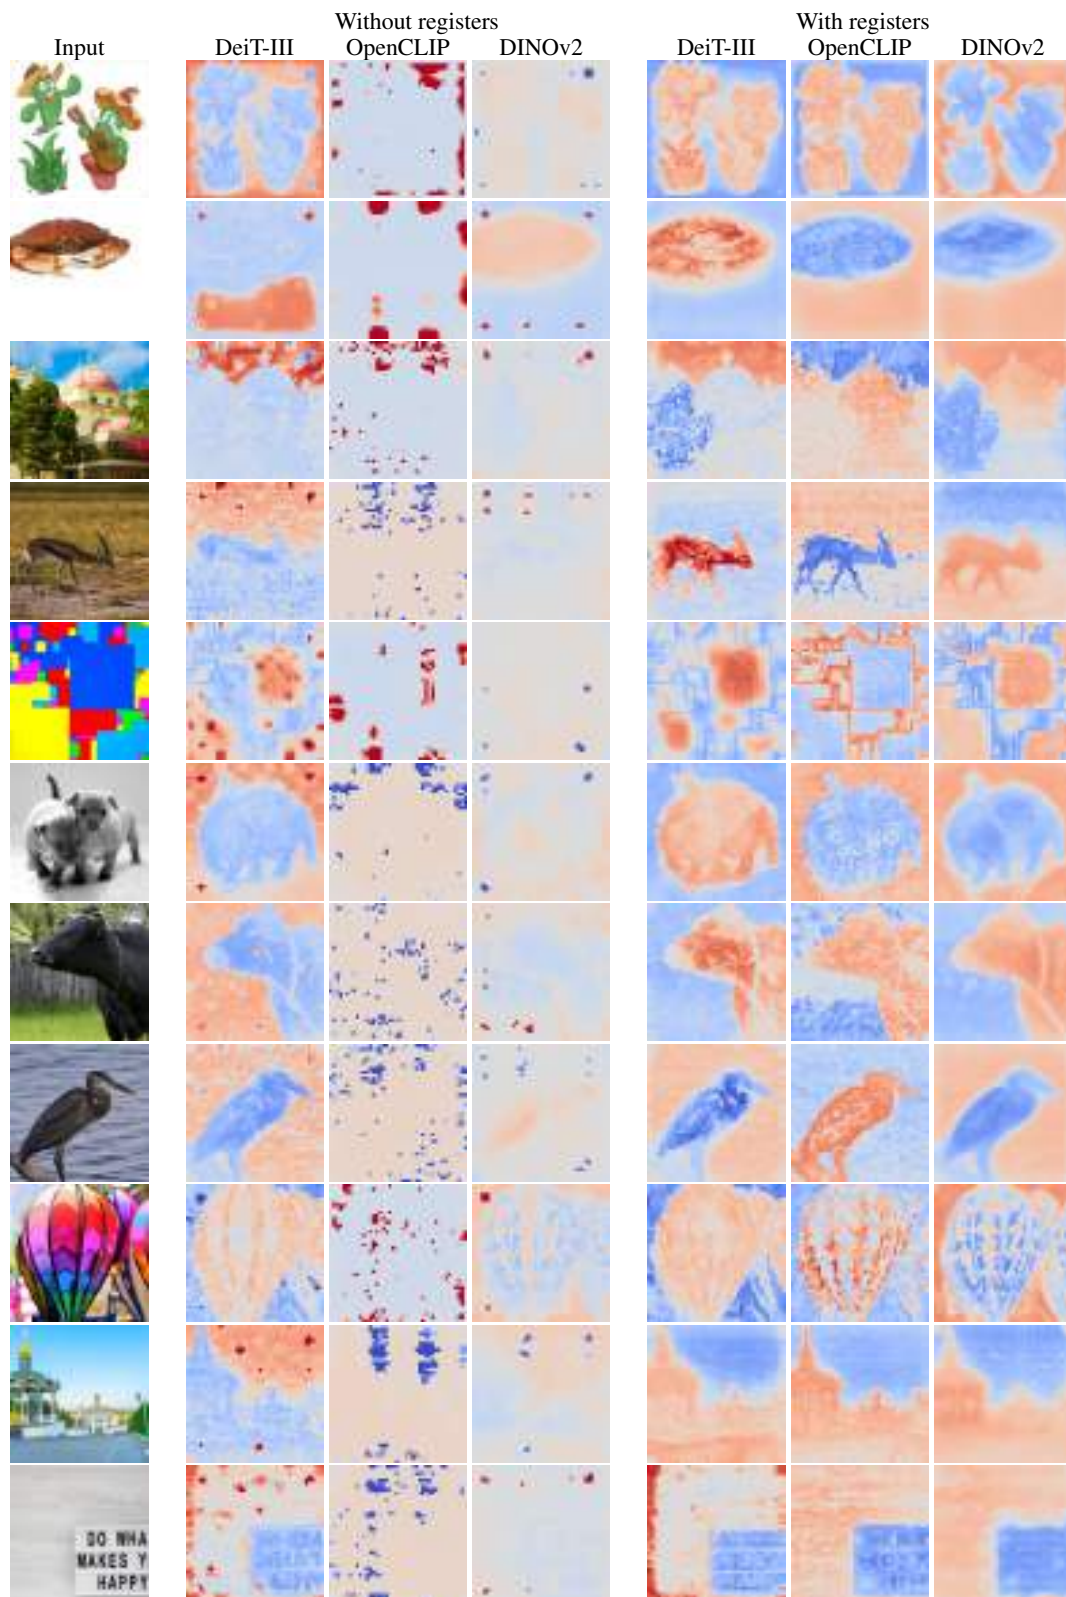 Without registers With registers
Input DeiT-III OpenCLIP DINOv2 DeiT-III OpenCLIP DINOv2
DO WHA
MAKES Y
HAPPY